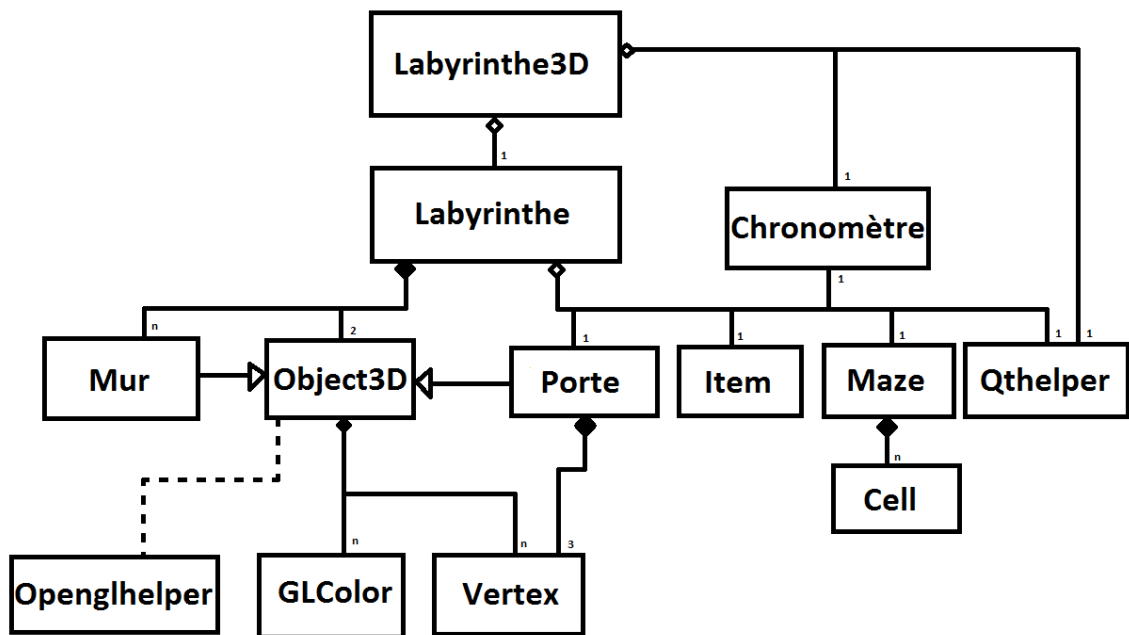 Labyrinthe3D
1
Labyrinthe
1
Chronomètre
1
n
2
1
1
1
1
1
Mur
Object3D
Porte
Item
Maze
Qthelper
n
Cell
n
n
3
Openglhelper
GLColor
Vertex